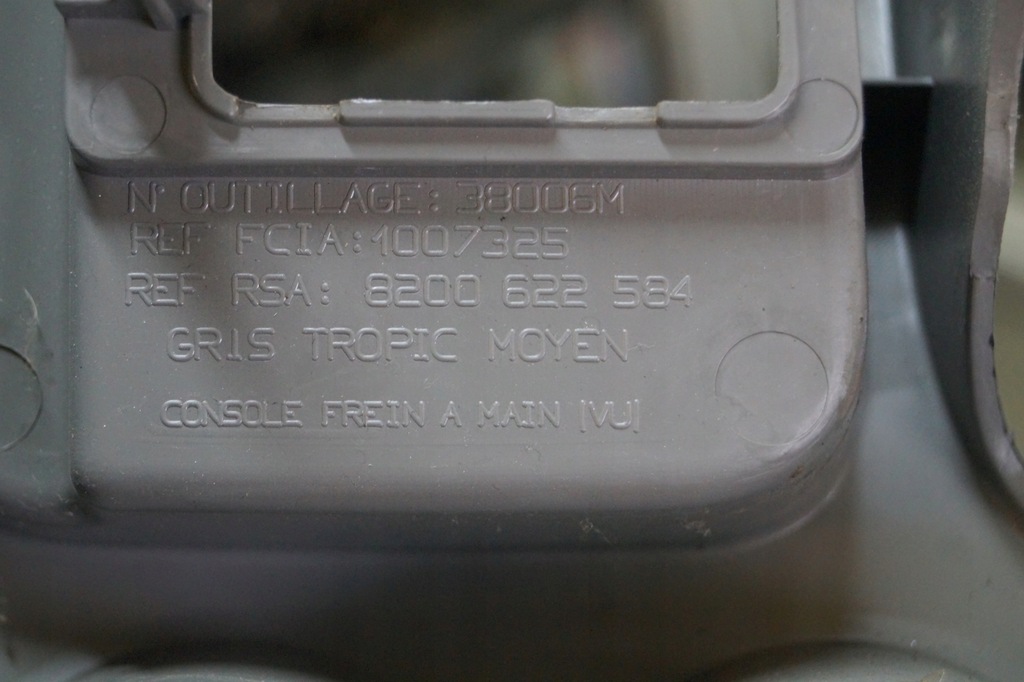 N° OUTILLAGE: 38006M
REF FCIA:1007325
REF RSA: 8200 622 584
GRIS TROPIC MOYEN
CONSOLE FREIN A MAIN |VU|